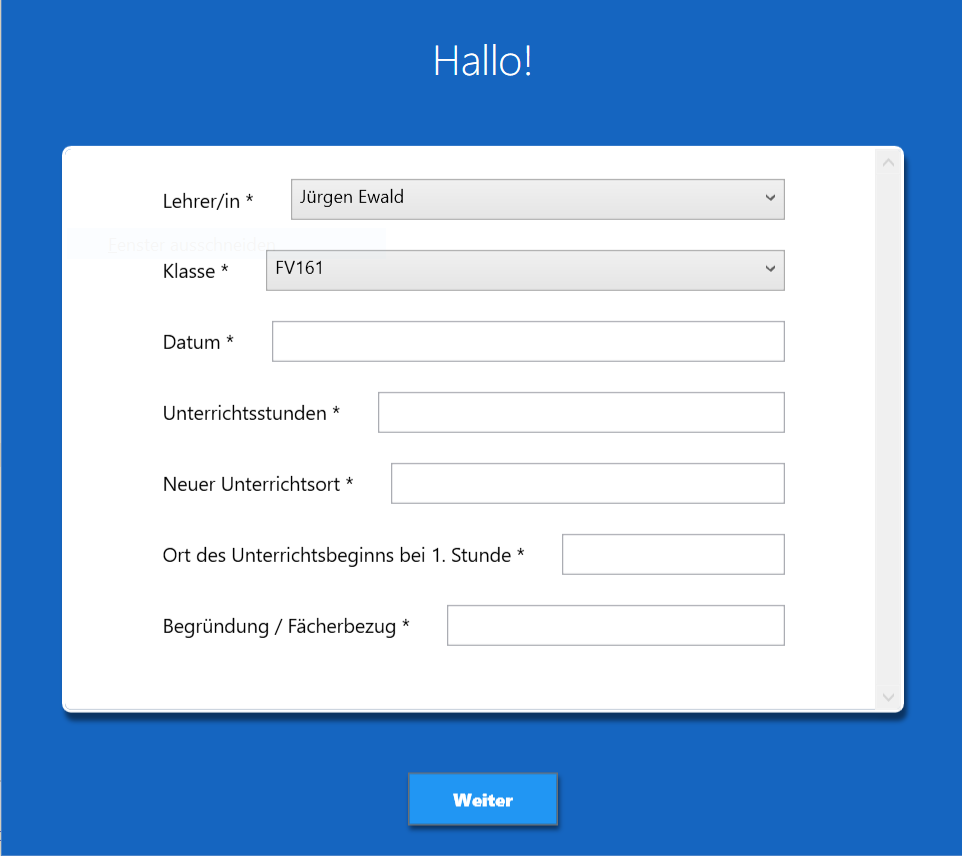 Hallo!
Lehrer/in *
Jürgen Ewald
Fenster ausschneiden
Klasse *
FV161
Datum *
Unterrichtsstunden *
Neuer Unterrichtsort *
Ort des Unterrichtsbeginns bei 1. Stunde *
Begründung / Fächerbezug *
Weiter